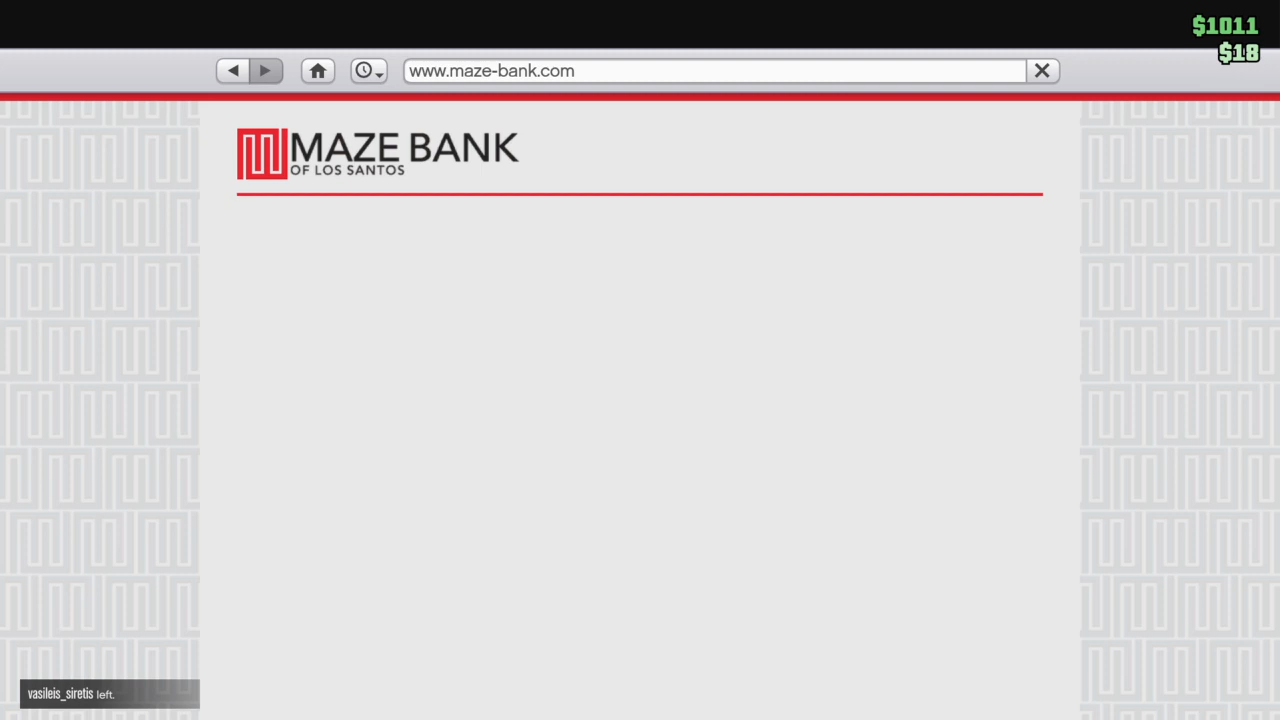 $1011
$18
www.maze-bank.com
MAZE BANK
OF LOS SANTOS
vasileis_siretis left.